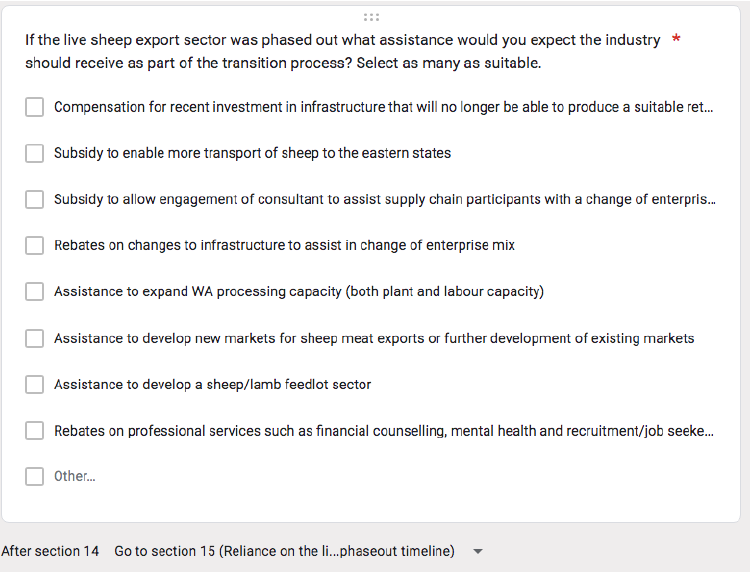 If the live sheep export sector was phased out what assistance would you expect the industry *
should receive as part of the transition process? Select as many as suitable.
Compensation for recent investment in infrastructure that will no longer be able to produce a suitable ret...
Subsidy to enable more transport of sheep to the eastern states
Subsidy to allow engagement of consultant to assist supply chain participants with a change of enterpris...
Rebates on changes to infrastructure to assist in change of enterprise mix
Assistance to expand WA processing capacity (both plant and labour capacity)
Assistance to develop new markets for sheep meat exports or further development of existing markets
Assistance to develop a sheep/lamb feedlot sector
Rebates on professional services such as financial counselling, mental health and recruitment/job seeke...
Other...
After section 14 Go to section 15 (Reliance on the li...phaseout timeline)